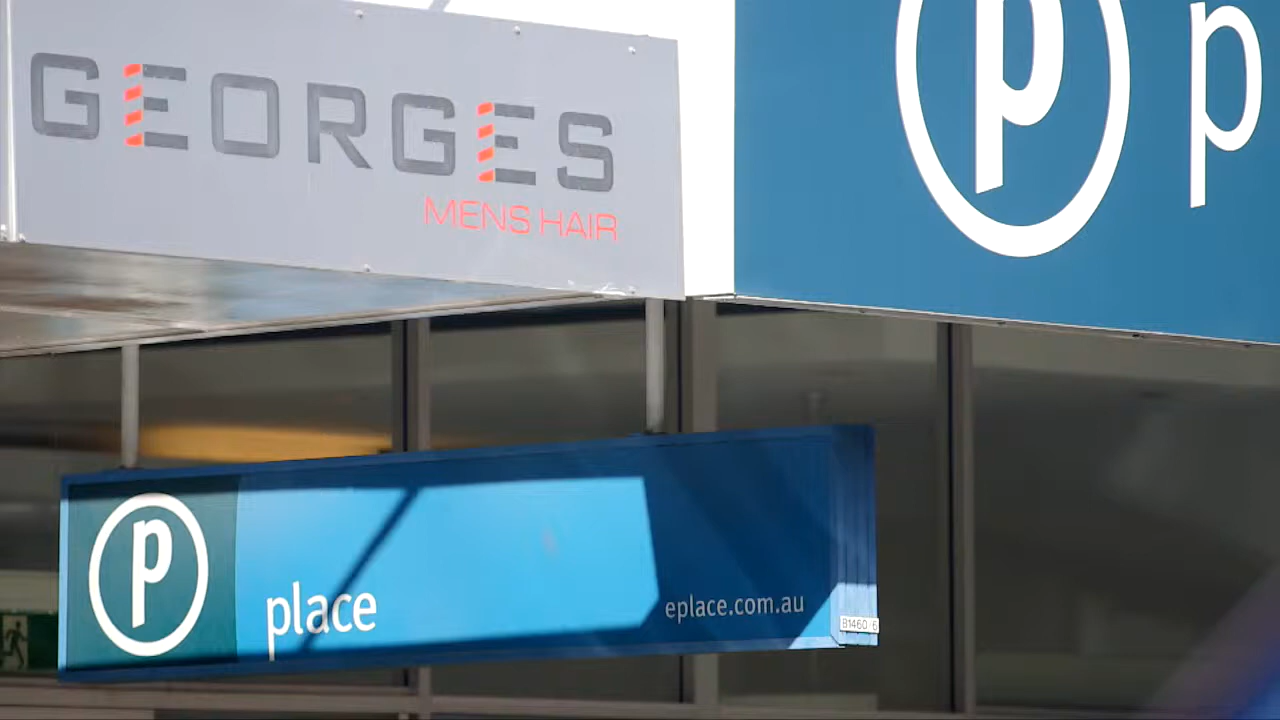 GEORGES
MENS HAIR
p
p
p
place
eplace.com.au
B1460 6